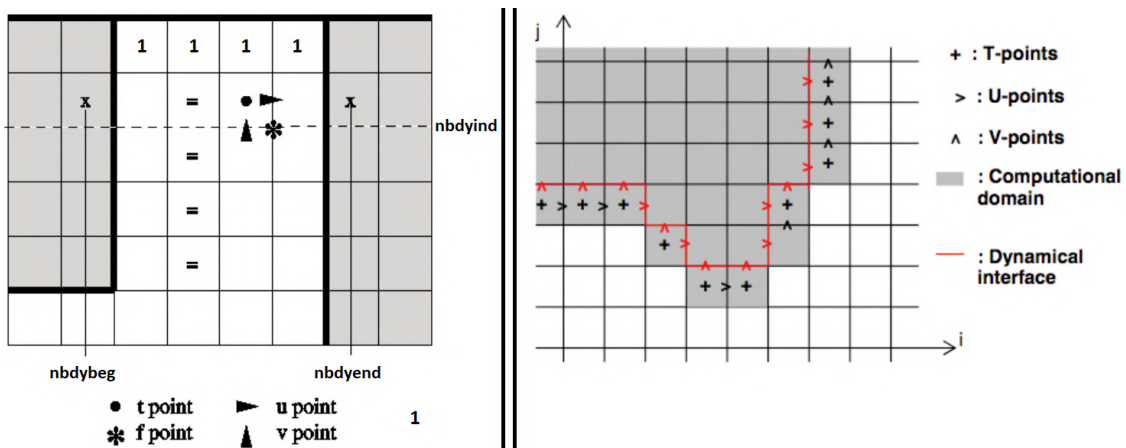 1 1 1 1
x = x
nbdyind
=
=
=
nbdybeg nbdyend
t point u point
f point v point
1
j
i
+ : T-points
> : U-points
^ : V-points
: Computational
domain
: Dynamical
interface